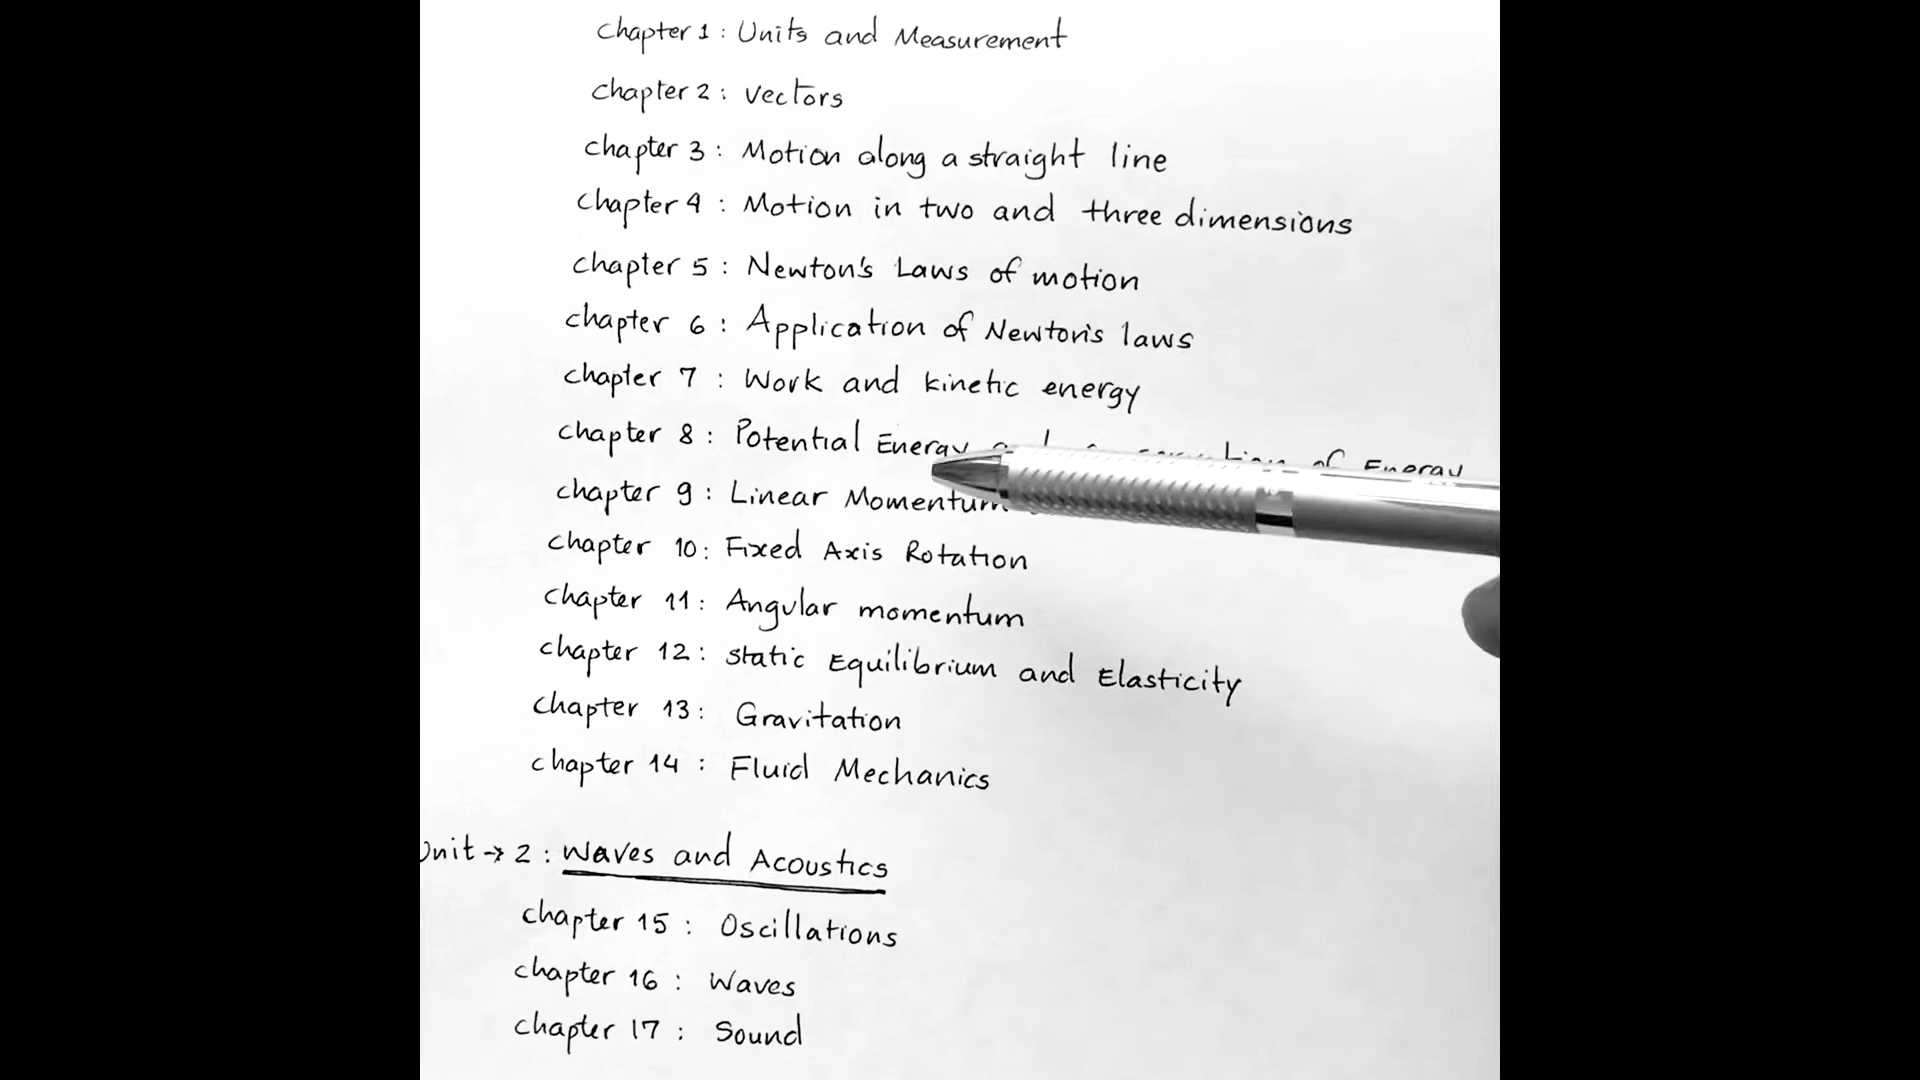 chapter 1 : Units and Measurement
chapter 2 : vectors
chapter 3 : Motion along a straight line
chapter 4 : Motion in two and three dimensions
chapter 5 : Newton's Laws of motion
chapter 6 : Application of Newton's laws
chapter 7 : Work and kinetic energy
chapter 8 : Potential Energy of Energy
chapter 9 : Linear Momentum
chapter 10 : Fixed Axis Rotation
chapter 11 : Angular momentum
chapter 12 : static Equilibrium and Elasticity
chapter 13 : Gravitation
chapter 14 : Fluid Mechanics
Unit → 2 : Waves and Acoustics
chapter 15 : Oscillations
chapter 16 : Waves
chapter 17 : Sound